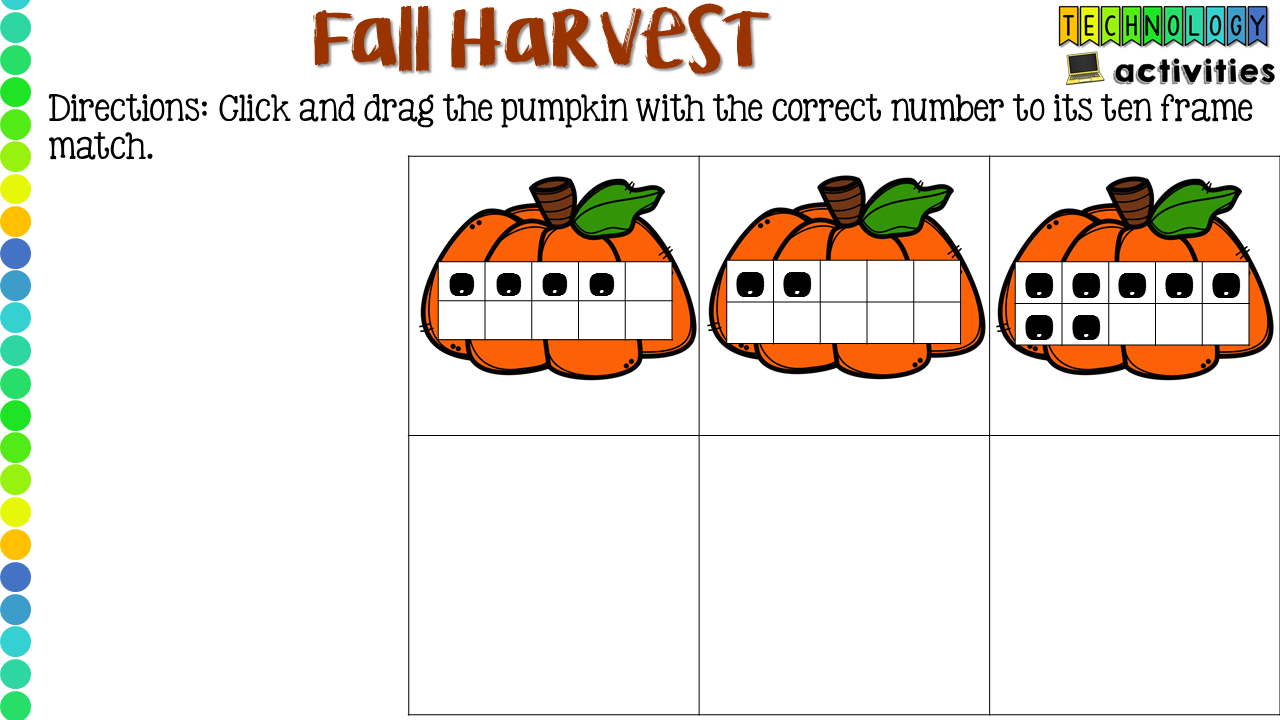 Fall Harvest
TECHNOLOGY
activities
Directions: Click and drag the pumpkin with the correct number to its ten frame
match.